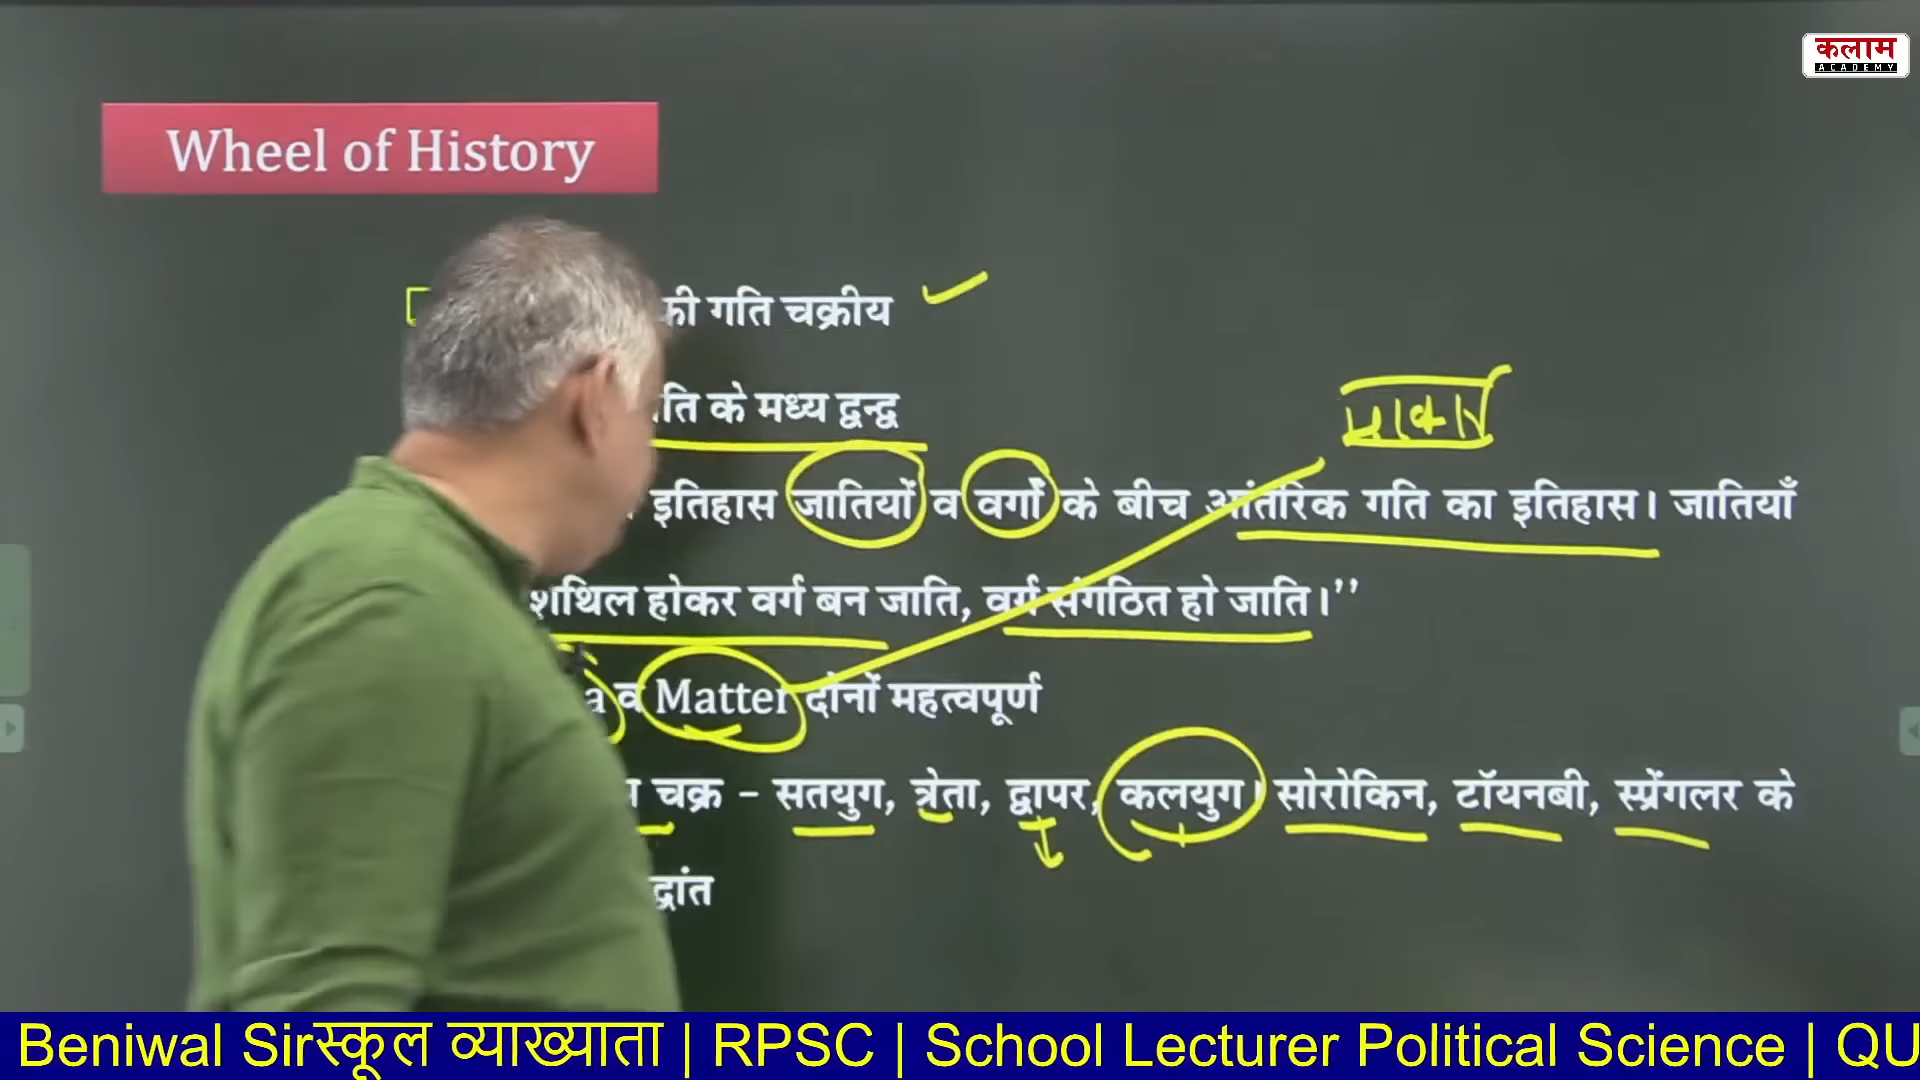 कलाम
ACADEMY
Wheel of History
की गति चक्रीय
के मध्य द्वन्द्व
इतिहास जातियों व वर्गों के बीच आंतरिक गति का इतिहास। जातियाँ
होकर वर्ग बन जाति, वर्ग संगठित हो जाति।’’
व Matter दोनों महत्वपूर्ण
चक्र – सतयुग, त्रेता, द्वापर, कलयुग। सोरोकिन, टॉयनबी, स्प्रेंगलर के
Beniwal Sirस्कूल व्याख्याता | RPSC | School Lecturer Political Science | QU